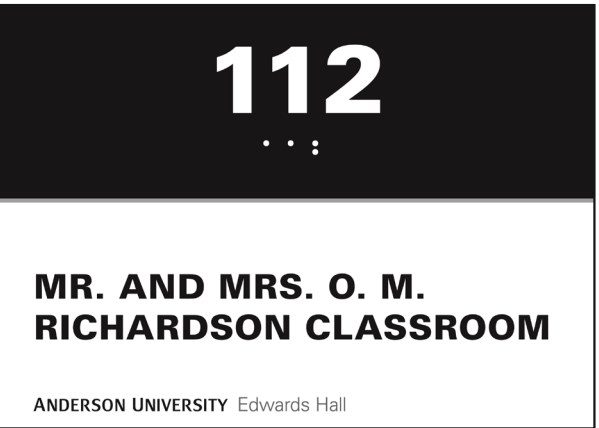 112
⠁⠁⠃
MR. AND MRS. O. M.
RICHARDSON CLASSROOM
ANDERSON UNIVERSITY Edwards Hall